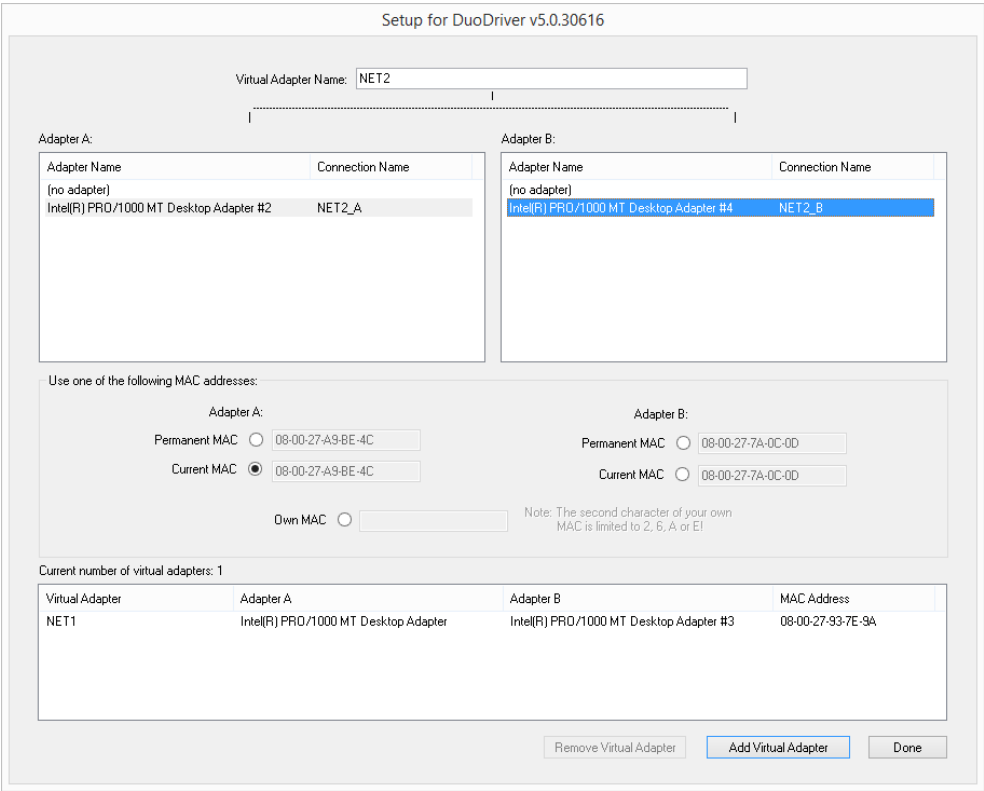 Setup for DuoDriver v5.0.30616
Virtual Adapter Name: NET2
Adapter A: Adapter B:
Adapter Name Connection Name Adapter Name Connection Name
(no adapter) (no adapter)
Intel(R) PRO/1000 MT Desktop Adapter #2 NET2_A Intel(R) PRO/1000 MT Desktop Adapter #4 NET2_B
Use one of the following MAC addresses:
Adapter A: Adapter B:
Permanent MAC 08-00-27-A9-BE-4C Permanent MAC 08-00-27-7A-0C-0D
Current MAC 08-00-27-A9-BE-4C Current MAC 08-00-27-7A-0C-0D
Own MAC Note: The second character of your own
MAC is limited to 2, 6, A or E!
Current number of virtual adapters: 1
Virtual Adapter Adapter A Adapter B MAC Address
NET1 Intel(R) PRO/1000 MT Desktop Adapter Intel(R) PRO/1000 MT Desktop Adapter #3 08-00-27-93-7E-9A
Remove Virtual Adapter Add Virtual Adapter Done